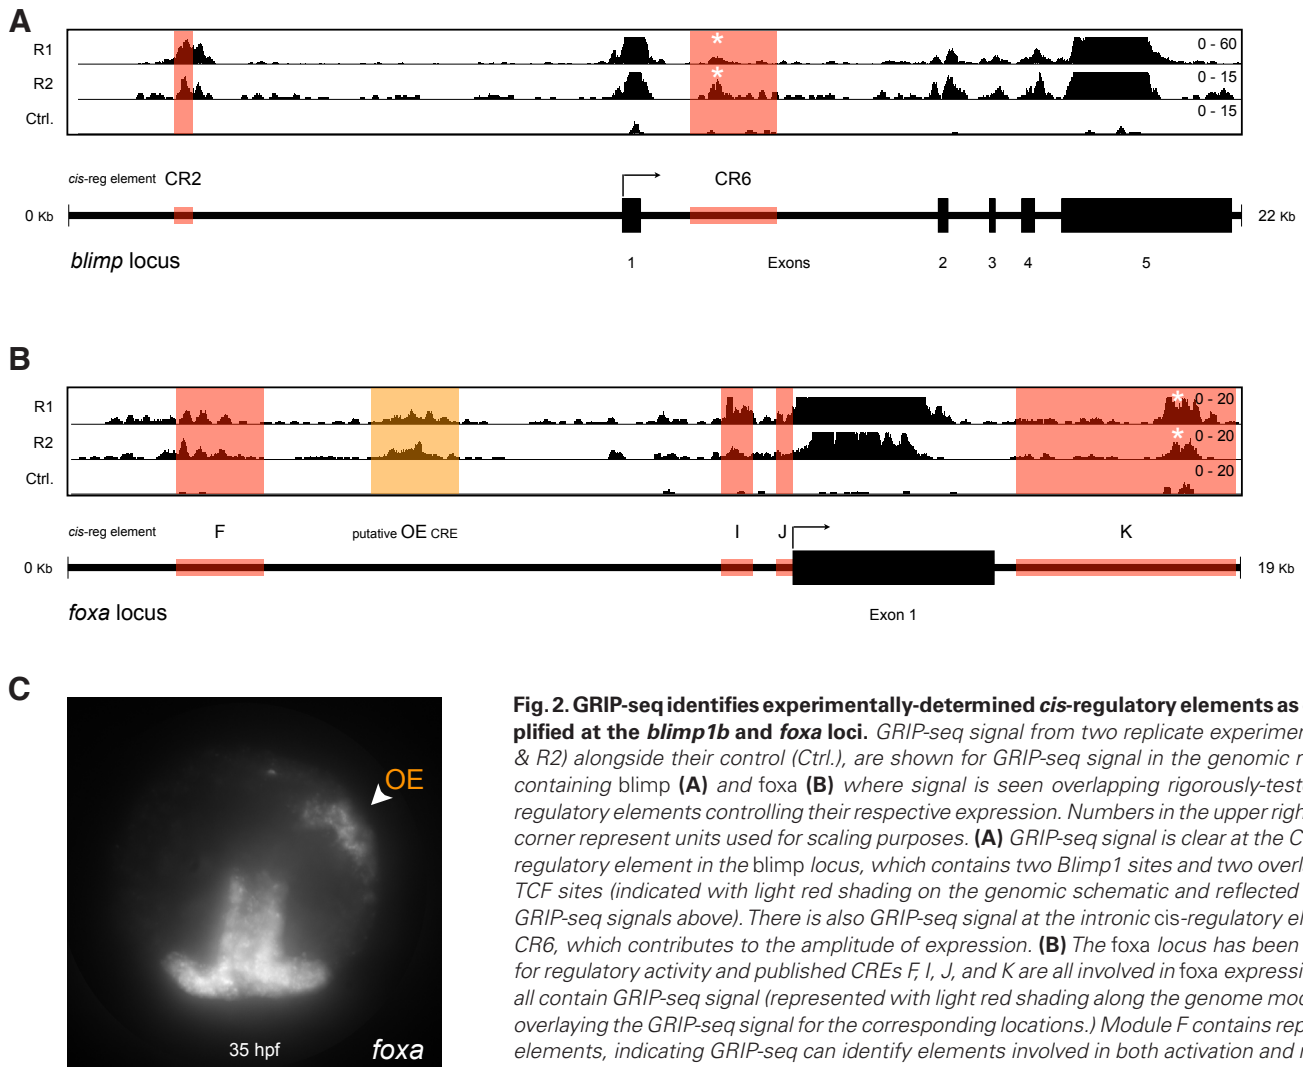 A
R1
0 - 60
R2
0 - 15
Ctrl.
0 - 15
cis-reg element CR2 CR6
0 Kb
22 Kb
blimp locus
1 Exons 2 3 4 5
B
R1
0 - 20
R2
0 - 20
Ctrl.
0 - 20
cis-reg element F putative OE CRE I J K
0 Kb
19 Kb
foxa locus
Exon 1
C
OE
35 hpf
foxa
Fig. 2. GRIP-seq identifies experimentally-determined cis-regulatory elements as
plified at the blimp1b and foxa loci. GRIP-seq signal from two replicate experimen
& R2) alongside their control (Ctrl.), are shown for GRIP-seq signal in the genomic r
containing blimp (A) and foxa (B) where signal is seen overlapping rigorously-test
regulatory elements controlling their respective expression. Numbers in the upper righ
corner represent units used for scaling purposes. (A) GRIP-seq signal is clear at the C
regulatory element in the blimp locus, which contains two Blimp1 sites and two overla
TCF sites (indicated with light red shading on the genomic schematic and reflected
GRIP-seq signals above). There is also GRIP-seq signal at the intronic cis-regulatory el
CR6, which contributes to the amplitude of expression. (B) The foxa locus has been
for regulatory activity and published CREs F, I, J, and K are all involved in foxa expressi
all contain GRIP-seq signal (represented with light red shading along the genome mod
overlaying the GRIP-seq signal for the corresponding locations.) Module F contains rep
elements, indicating GRIP-seq can identify elements involved in both activation and r